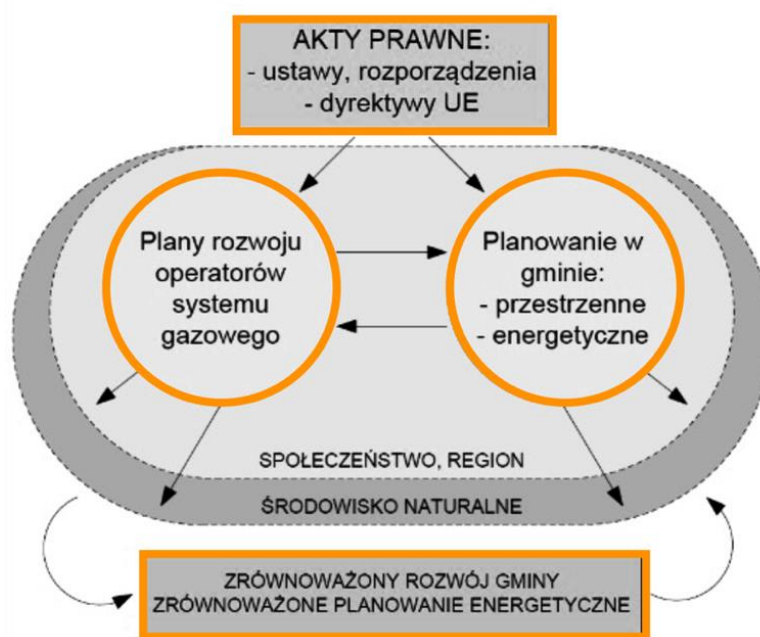 AKTY PRAWNE:
- ustawy, rozporządzenia
- dyrektywy UE
Plany rozwoju
operatorów
systemu
gazowego
Planowanie w
gminie:
- przestrzenne
- energetyczne
SPOŁECZEŃSTWO, REGION
ŚRODOWISKO NATURALNE
ZRÓWNOWAŻONY ROZWÓJ GMINY
ZRÓWNOWAŻONE PLANOWANIE ENERGETYCZNE